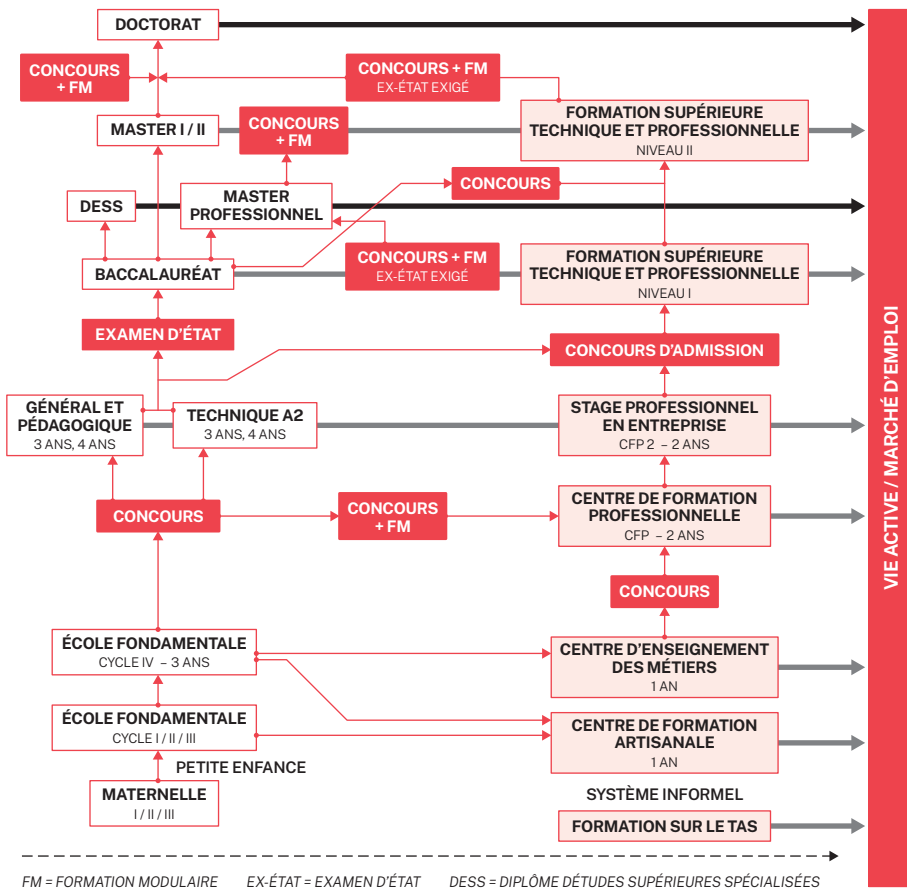 DOCTORAT
CONCOURS
+ FM
CONCOURS + FM
EX-ÉTAT EXIGÉ
MASTER I / II
CONCOURS
+ FM
FORMATION SUPÉRIEURE
TECHNIQUE ET PROFESSIONNELLE
NIVEAU II
CONCOURS
DESS
MASTER
PROFESSIONNEL
BACCALAURÉAT
CONCOURS + FM
EX-ÉTAT EXIGÉ
FORMATION SUPÉRIEURE
TECHNIQUE ET PROFESSIONNELLE
NIVEAU I
EXAMEN D'ÉTAT
CONCOURS D'ADMISSION
GÉNÉRAL ET
PÉDAGOGIQUE
3 ANS, 4 ANS
TECHNIQUE A2
3 ANS, 4 ANS
STAGE PROFESSIONNEL
EN ENTREPRISE
CFP 2 – 2 ANS
CONCOURS
CONCOURS
+ FM
CENTRE DE FORMATION
PROFESSIONNELLE
CFP – 2 ANS
CONCOURS
ÉCOLE FONDAMENTALE
CYCLE IV – 3 ANS
CENTRE D'ENSEIGNEMENT
DES MÉTIERS
1 AN
ÉCOLE FONDAMENTALE
CYCLE I / II / III
CENTRE DE FORMATION
ARTISANALE
1 AN
PETITE ENFANCE
MATERNELLE
I / II / III
SYSTÈME INFORMEL
FORMATION SUR LE TAS
VIE ACTIVE / MARCHÉ D'EMPLOI
FM = FORMATION MODULAIRE EX-ÉTAT = EXAMEN D'ÉTAT DESS = DIPLÔME DÉTUDES SUPÉRIEURES SPÉCIALISÉES